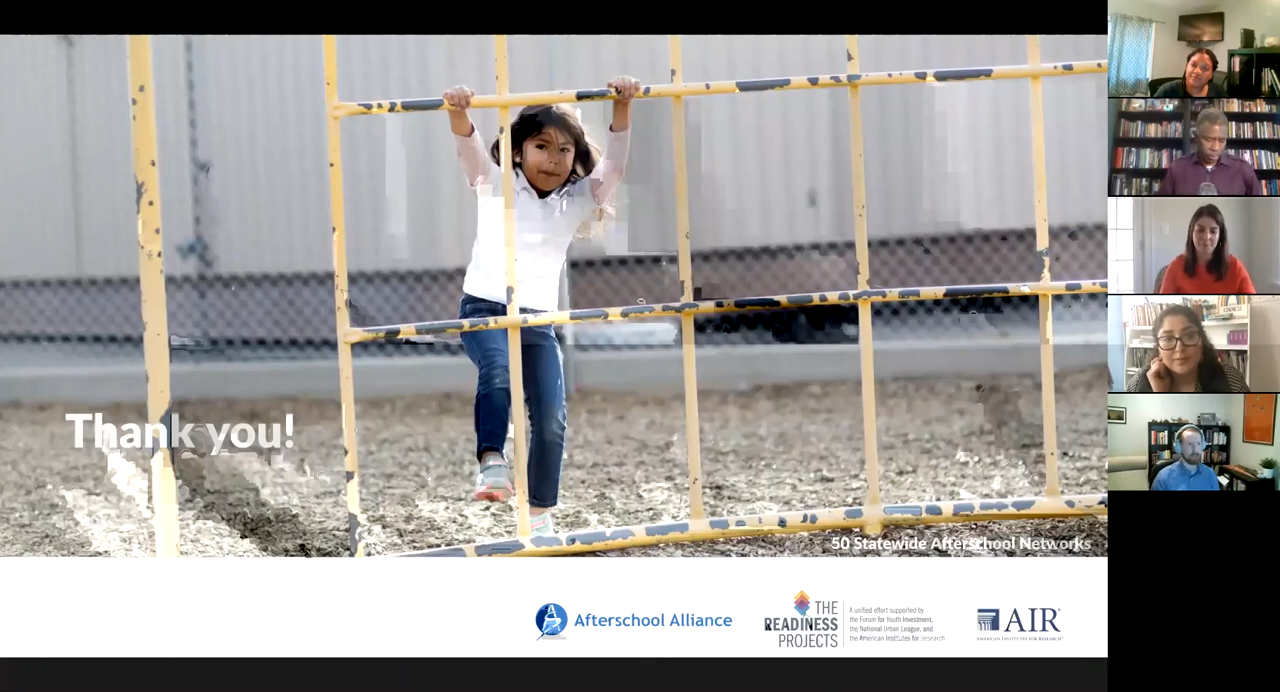 Thank you!
50 Statewide Afterschool Networks
Afterschool Alliance
THE
READINESS
PROJECTS
A unified effort supported by
the Forum for Youth Investment,
the National Urban League, and
the American Institutes for Research
AIR
AMERICAN INSTITUTES FOR RESEARCH